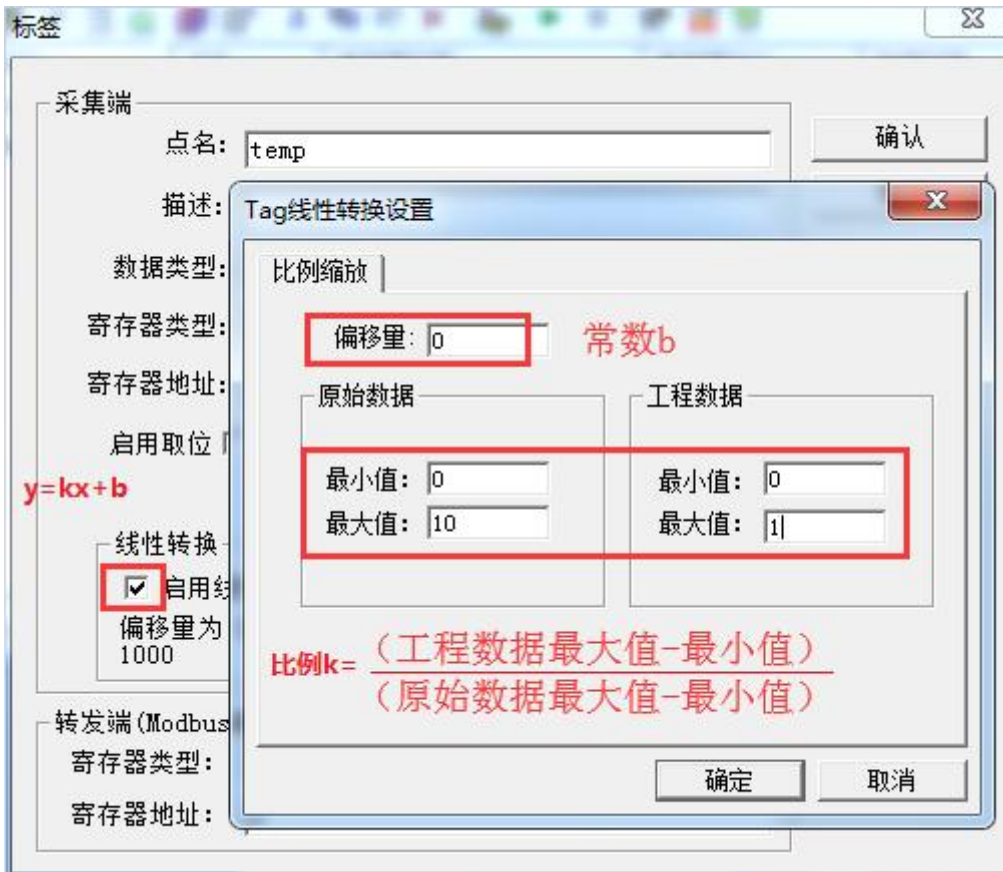 标签
采集端
点名: temp
确认
描述:
Tag线性转换设置
数据类型:
比例缩放
寄存器类型:
偏移量: 0
常数b
寄存器地址:
原始数据
工程数据
启用取位
最小值: 0
最小值: 0
y=kx+b
最大值: 10
最大值: 1
线性转换
启用线
偏移量为
1000
比例k=
(工程数据最大值-最小值)
(原始数据最大值-最小值)
转发端(Modbus
寄存器类型:
确定
取消
寄存器地址: